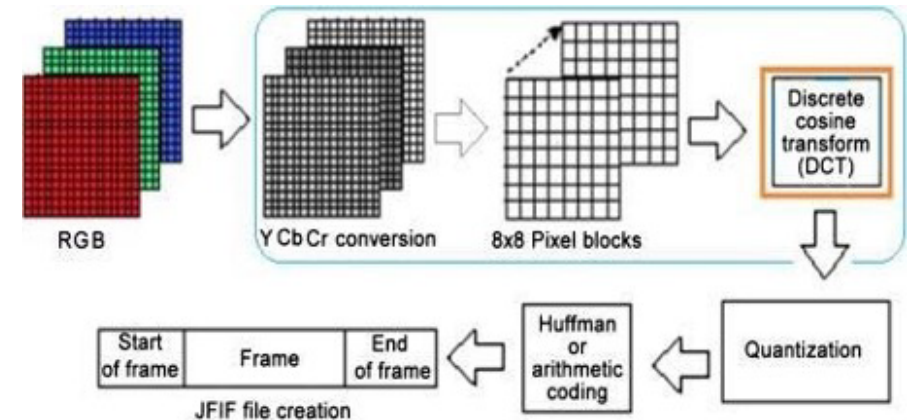 RGB
Y Cb Cr conversion
8x8 Pixel blocks
Discrete
cosine
transform
(DCT)
Quantization
Huffman
or
arithmetic
coding
Start
of frame
Frame
End
of frame
JFIF file creation